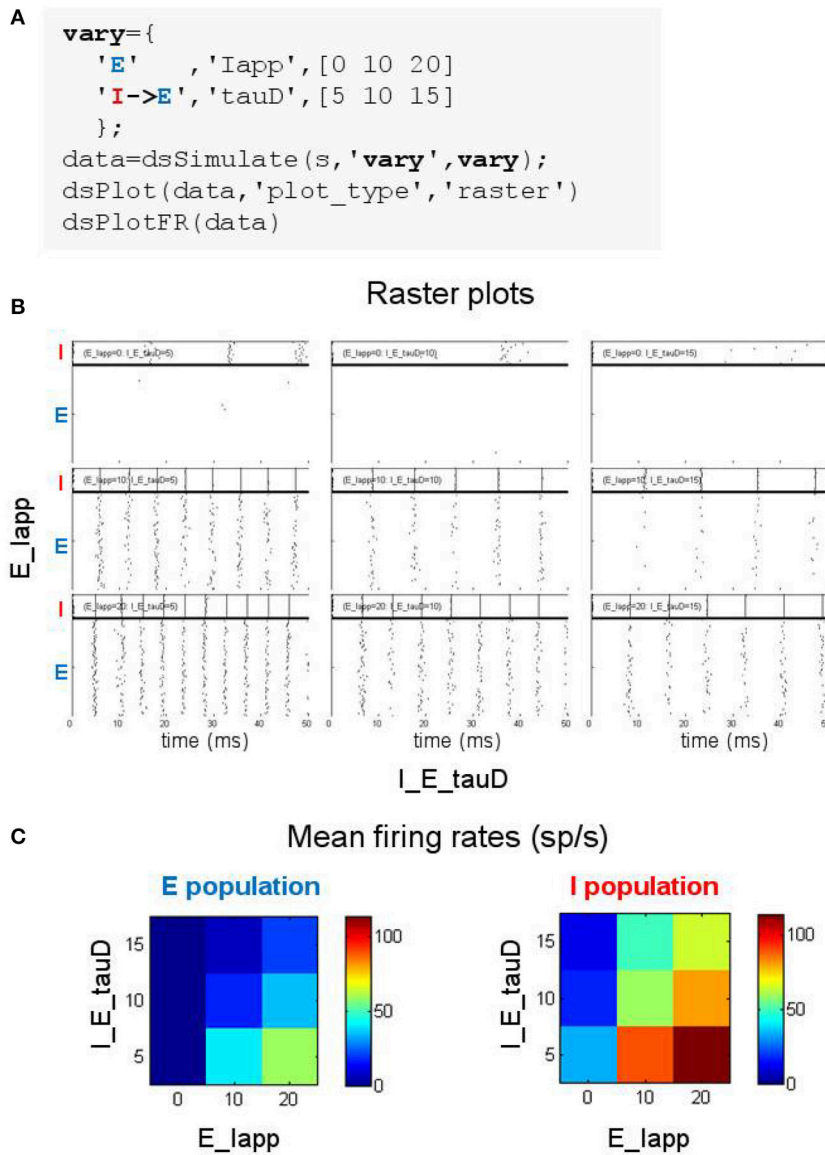 A
vary={
'E' ,'Iapp',[0 10 20]
'I->E','tauD',[5 10 15]
};
data=dsSimulate(s,'vary',vary);
dsPlot(data,'plot_type','raster')
dsPlotFR(data)
B
Raster plots
I
(E_Iapp=0: I_E_tauD=5)
(E_Iapp=0: I_E_tauD=10)
(E_Iapp=0: I_E_tauD=15)
E
I
(E_Iapp=10: I_E_tauD=5)
(E_Iapp=10: I_E_tauD=10)
(E_Iapp=10: I_E_tauD=15)
E
E_Iapp
I
(E_Iapp=20: I_E_tauD=5)
(E_Iapp=20: I_E_tauD=10)
(E_Iapp=20: I_E_tauD=15)
E
0 10 20 30 40 50 0 10 20 30 40 50 0 10 20 30 40 50
time (ms) time (ms) time (ms)
I_E_tauD
C
Mean firing rates (sp/s)
E population
I_E_tauD
15
10
5
0 10 20
E_Iapp
100
50
0
I population
I_E_tauD
15
10
5
0 10 20
E_Iapp
100
50
0